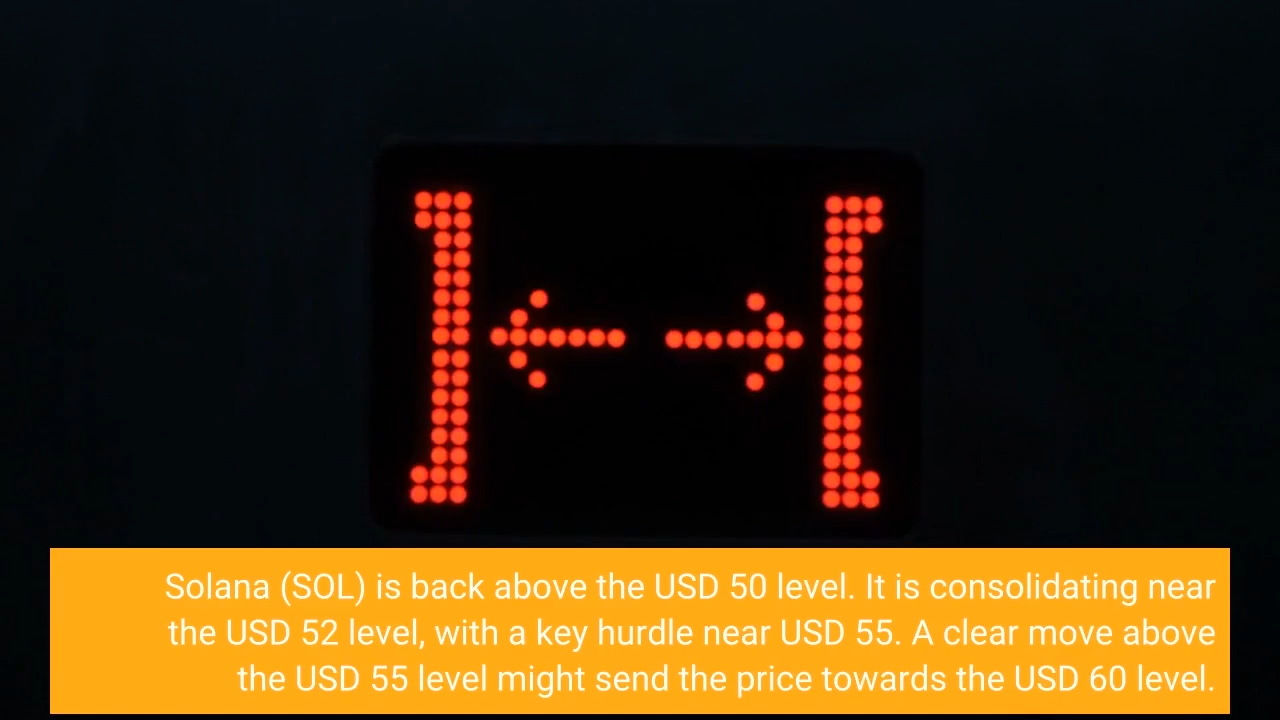 Solana (SOL) is back above the USD 50 level. It is consolidating near
the USD 52 level, with a key hurdle near USD 55. A clear move above
the USD 55 level might send the price towards the USD 60 level.